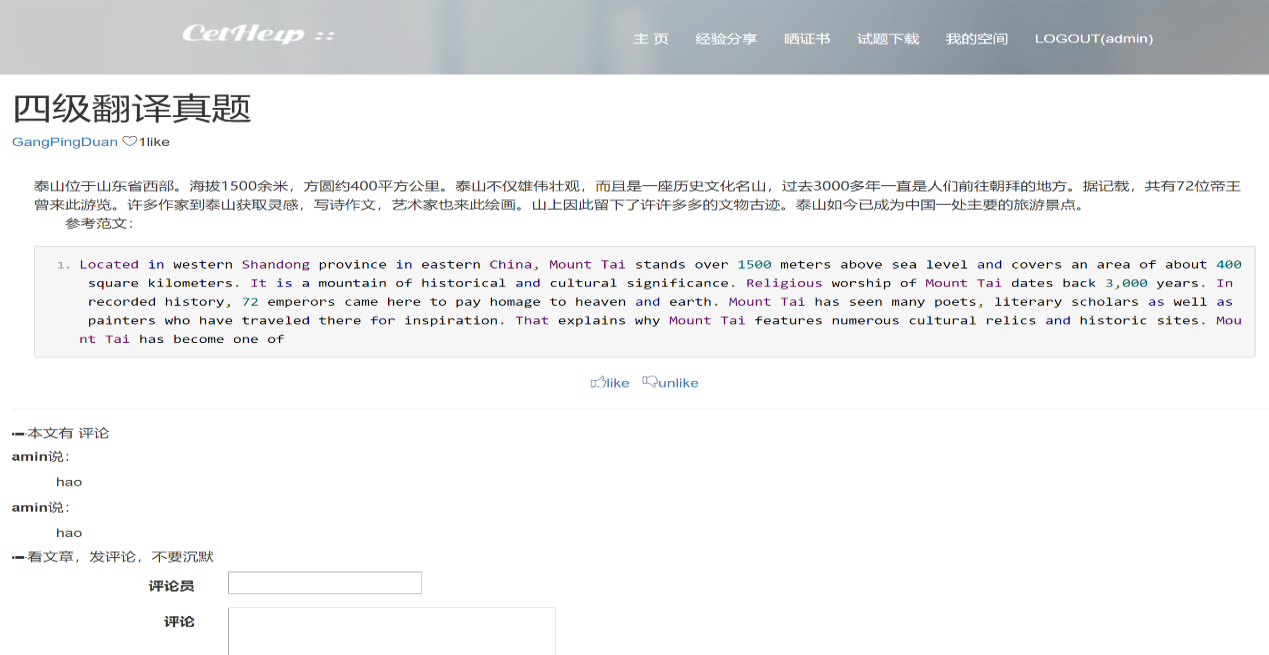 CetHelp ::
主 页 经验分享 晒证书 试题下载 我的空间 LOGOUT(admin)
四级翻译真题
GangPingDuan 1like
泰山位于山东省西部。海拔1500余米，方圆约400平方公里。泰山不仅雄伟壮观，而且是一座历史文化名山，过去3000多年一直是人们前往朝拜的地方。据记载，共有72位帝王
曾来此游览。许多作家到泰山获取灵感，写诗作文，艺术家也来此绘画。山上因此留下了许许多多的文物古迹。泰山如今已成为中国一处主要的旅游景点。
参考范文：
1. Located in western Shandong province in eastern China, Mount Tai stands over 1500 meters above sea level and covers an area of about 400
square kilometers. It is a mountain of historical and cultural significance. Religious worship of Mount Tai dates back 3,000 years. In
recorded history, 72 emperors came here to pay homage to heaven and earth. Mount Tai has seen many poets, literary scholars as well as
painters who have traveled there for inspiration. That explains why Mount Tai features numerous cultural relics and historic sites. Mou
nt Tai has become one of
like unlike
本文有 评论
amin说：
hao
amin说：
hao
看文章，发评论，不要沉默
评论员
评论